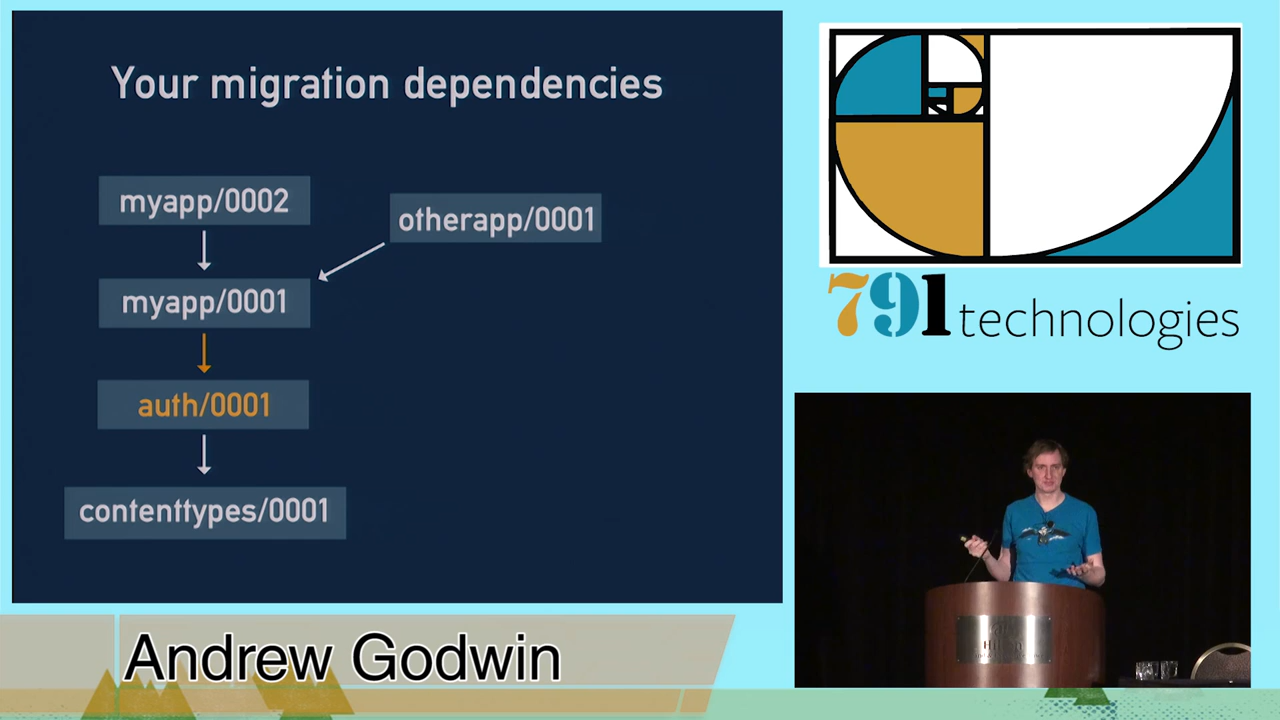 Your migration dependencies
myapp/0002
otherapp/0001
myapp/0001
auth/0001
contenttypes/0001
791 technologies
Andrew Godwin